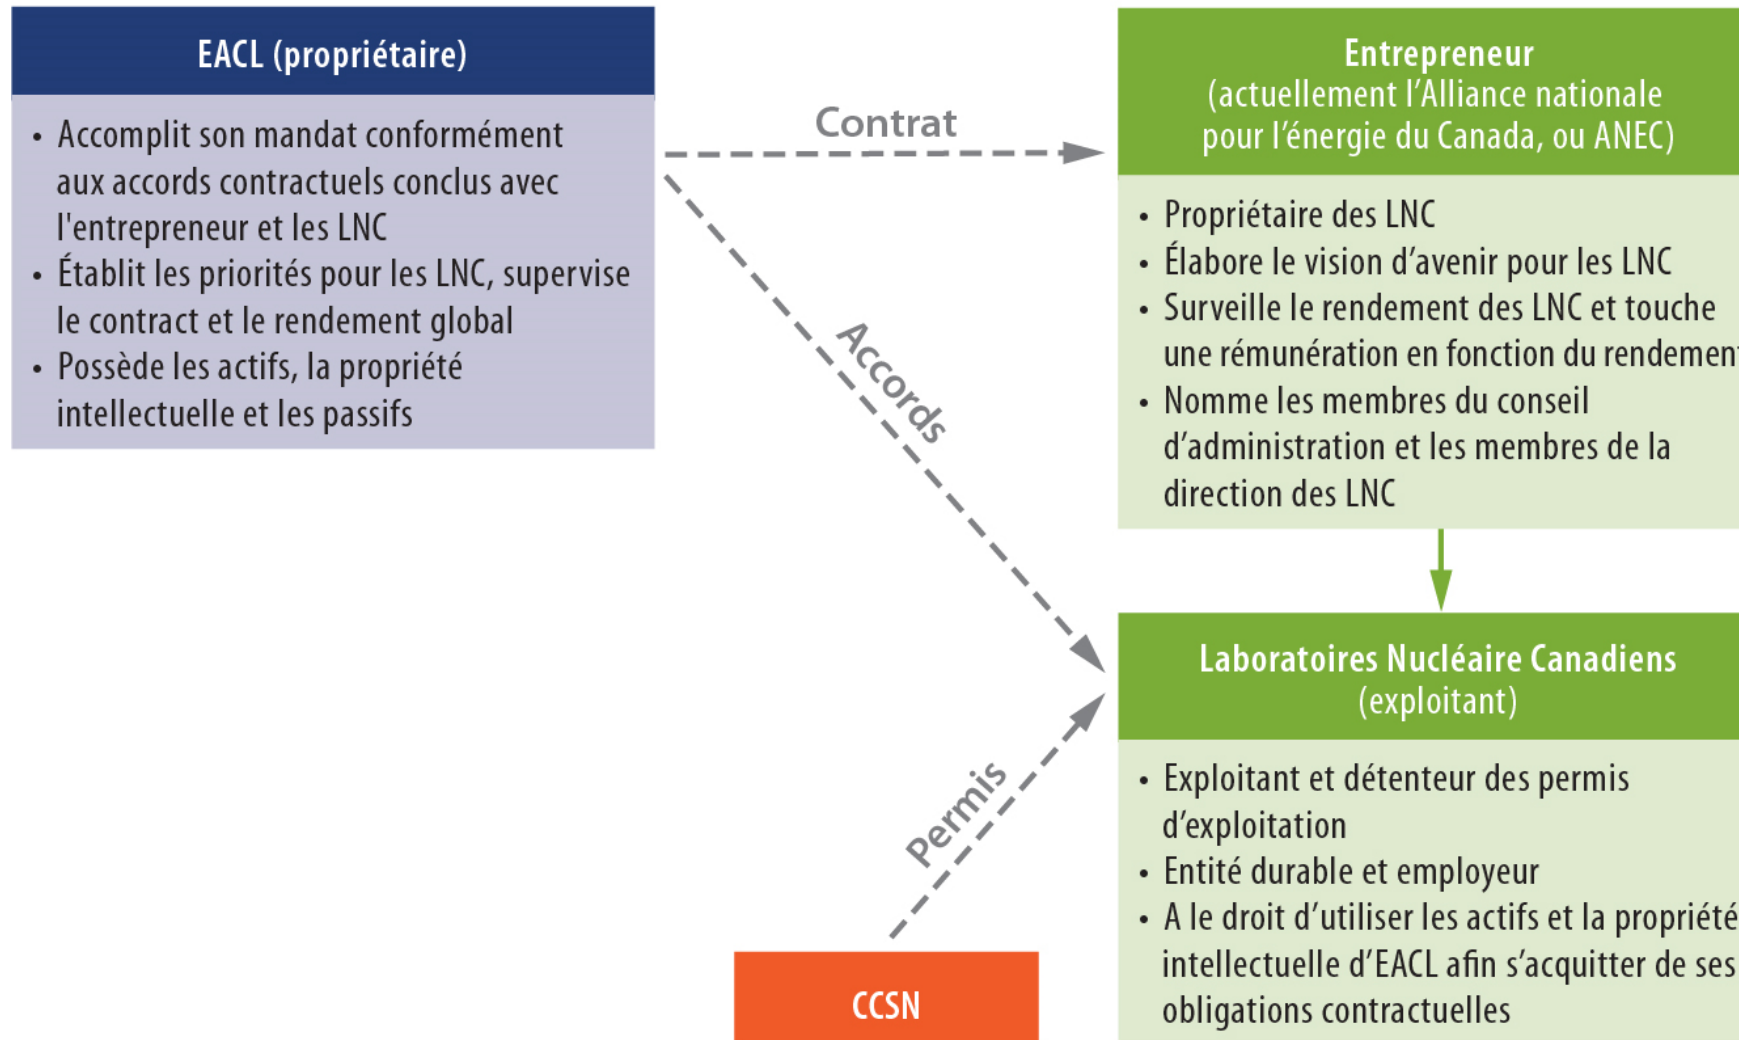 EACL (propriétaire)
• Accomplit son mandat conformément
aux accords contractuels conclus avec
l'entrepreneur et les LNC
• Établit les priorités pour les LNC, supervise
le contract et le rendement global
• Possède les actifs, la propriété
intellectuelle et les passifs
Contrat
Accords
Permis
Entrepreneur
(actuellement l’Alliance nationale
pour l’énergie du Canada, ou ANEC)
• Propriétaire des LNC
• Élabore le vision d’avenir pour les LNC
• Surveille le rendement des LNC et touche
une rémunération en fonction du rendement
• Nomme les membres du conseil
d’administration et les membres de la
direction des LNC
Laboratoires Nucléaire Canadiens
(exploitant)
• Exploitant et détenteur des permis
d’exploitation
• Entité durable et employeur
• A le droit d’utiliser les actifs et la propriété
intellectuelle d’EACL afin s’acquitter de ses
obligations contractuelles
CCSN